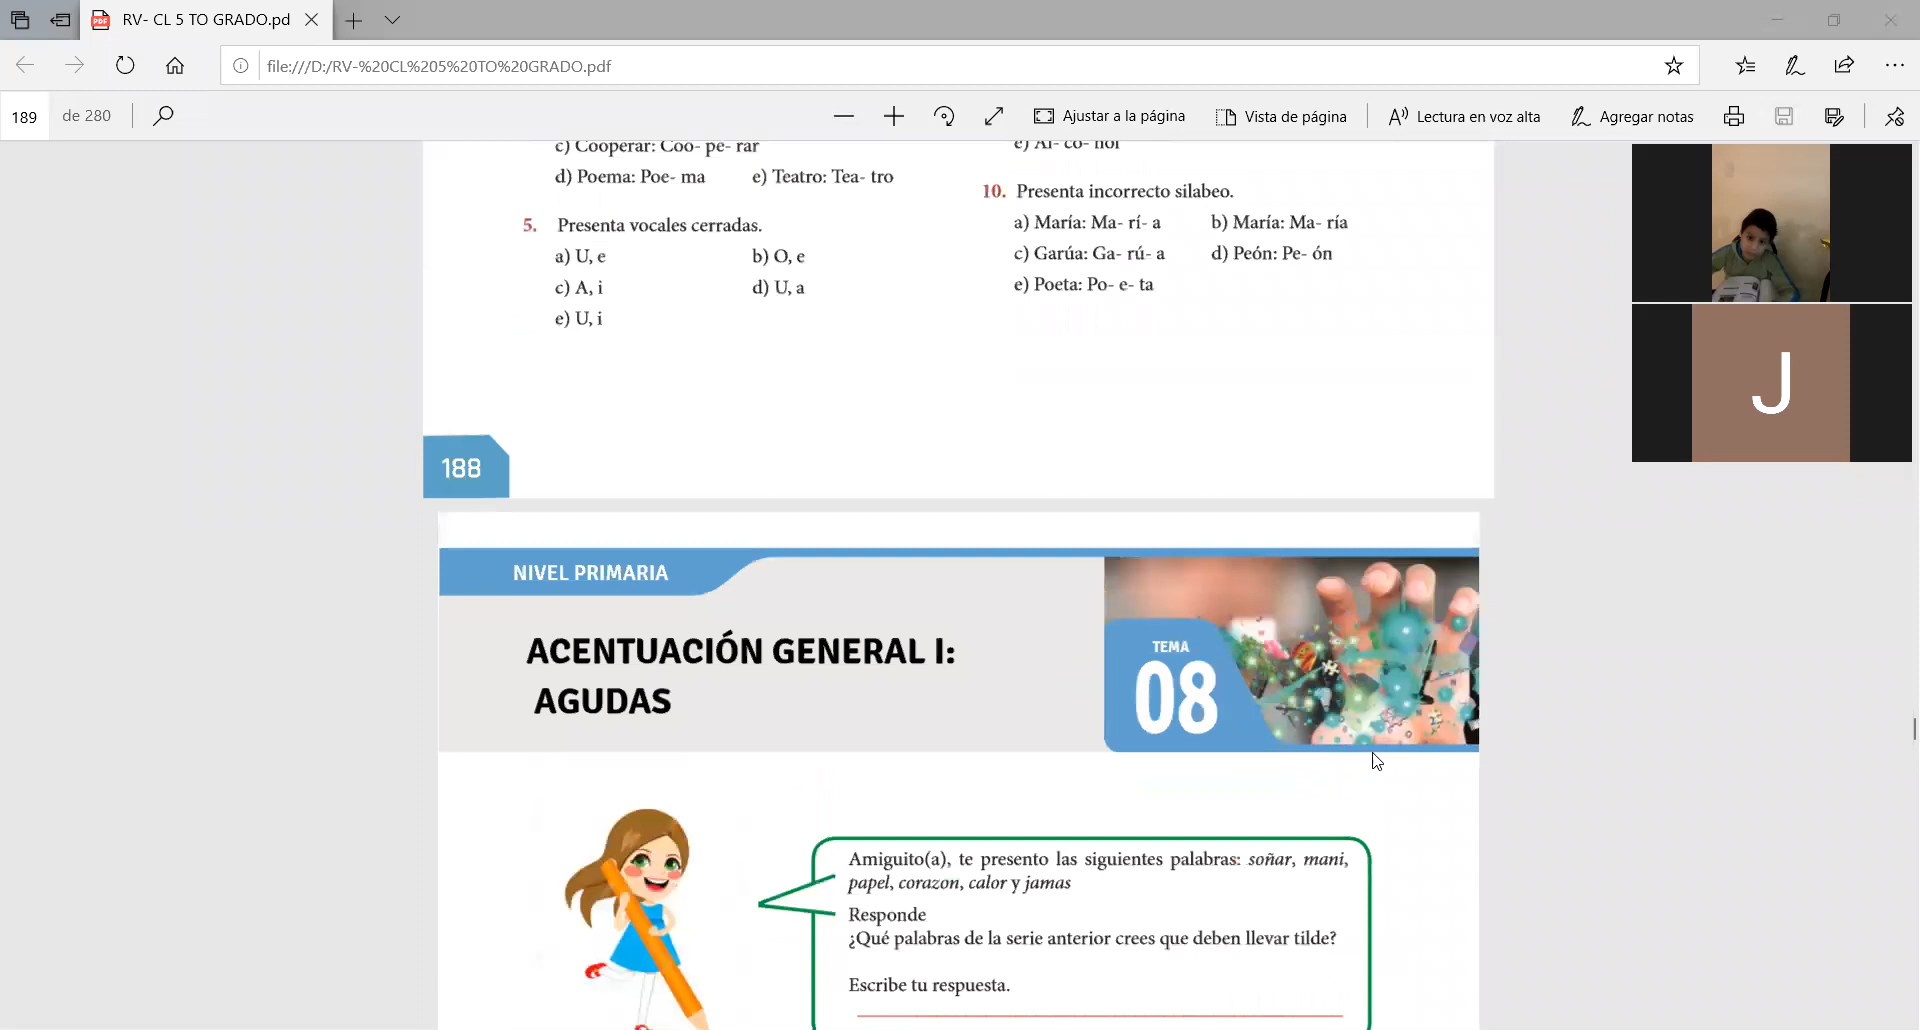 RV- CL 5 TO GRADO.pd
file:///D:/RV-%20CL%205%20TO%20GRADO.pdf
189 de 280
Ajustar a la página
Vista de página
Lectura en voz alta
Agregar notas
c) Cooperar: Coo- pe- rar
d) Poema: Poe- ma e) Teatro: Tea- tro
5. Presenta vocales cerradas.
a) U, e b) O, e
c) A, i d) U, a
e) U, i
e) Al- co- hol
10. Presenta incorrecto silabeo.
a) María: Ma- rí- a b) María: Ma- ría
c) Garúa: Ga- rú- a d) Peón: Pe- ón
e) Poeta: Po- e- ta
J
188
NIVEL PRIMARIA
ACENTUACIÓN GENERAL I:
AGUDAS
TEMA
08
Amiguito(a), te presento las siguientes palabras: soñar, mani,
papel, corazon, calor y jamas
Responde
¿Qué palabras de la serie anterior crees que deben llevar tilde?
Escribe tu respuesta.